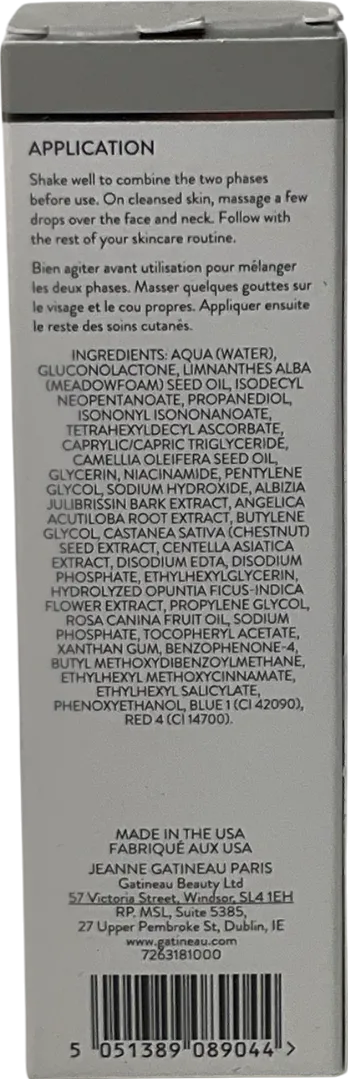 APPLICATION
Shake well to combine the two phases
before use. On cleansed skin, massage a few
drops over the face and neck. Follow with
the rest of your skincare routine.
Bien agiter avant utilisation pour mélanger
les deux phases. Masser quelques gouttes sur
le visage et le cou propres. Appliquer ensuite
le reste des soins cutanés.
INGREDIENTS: AQUA (WATER),
GLUCONOLACTONE, LIMNANTHES ALBA
(MEADOWFOAM) SEED OIL, ISODECYL
NEOPENTANOATE, PROPANEDIOL,
ISONONYL ISONONANOATE,
TETRAHEXYLDECYL ASCORBATE,
CAPRYLIC/CAPRIC TRIGLYCERIDE,
CAMELLIA OLEIFERA SEED OIL,
GLYCERIN, NIACINAMIDE, PENTYLENE
GLYCOL, SODIUM HYDROXIDE, ALBIZIA
JULIBRISSIN BARK EXTRACT, ANGELICA
ACUTILOBA ROOT EXTRACT, BUTYLENE
GLYCOL, CASTANEA SATIVA (CHESTNUT)
SEED EXTRACT, CENTELLA ASIATICA
EXTRACT, DISODIUM EDTA, DISODIUM
PHOSPHATE, ETHYLHEXYLGLYCERIN,
HYDROLYZED OPUNTIA FICUS-INDICA
FLOWER EXTRACT, PROPYLENE GLYCOL,
ROSA CANINA FRUIT OIL, SODIUM
PHOSPHATE, TOCOPHERYL ACETATE,
XANTHAN GUM, BENZOPHENONE-4,
BUTYL METHOXYDIBENZOYLMETHANE,
ETHYLHEXYL METHOXYCINNAMATE,
ETHYLHEXYL SALICYLATE,
PHENOXYETHANOL, BLUE 1 (CI 42090),
RED 4 (CI 14700).
MADE IN THE USA
FABRIQUÉ AUX USA
JEANNE GATINEAU PARIS
Gatineau Beauty Ltd
57 Victoria Street, Windsor, SL4 1EH
RP. MSL, Suite 5385,
27 Upper Pembroke St, Dublin, IE
www.gatineau.com
7263181000
5 051389 089044 >